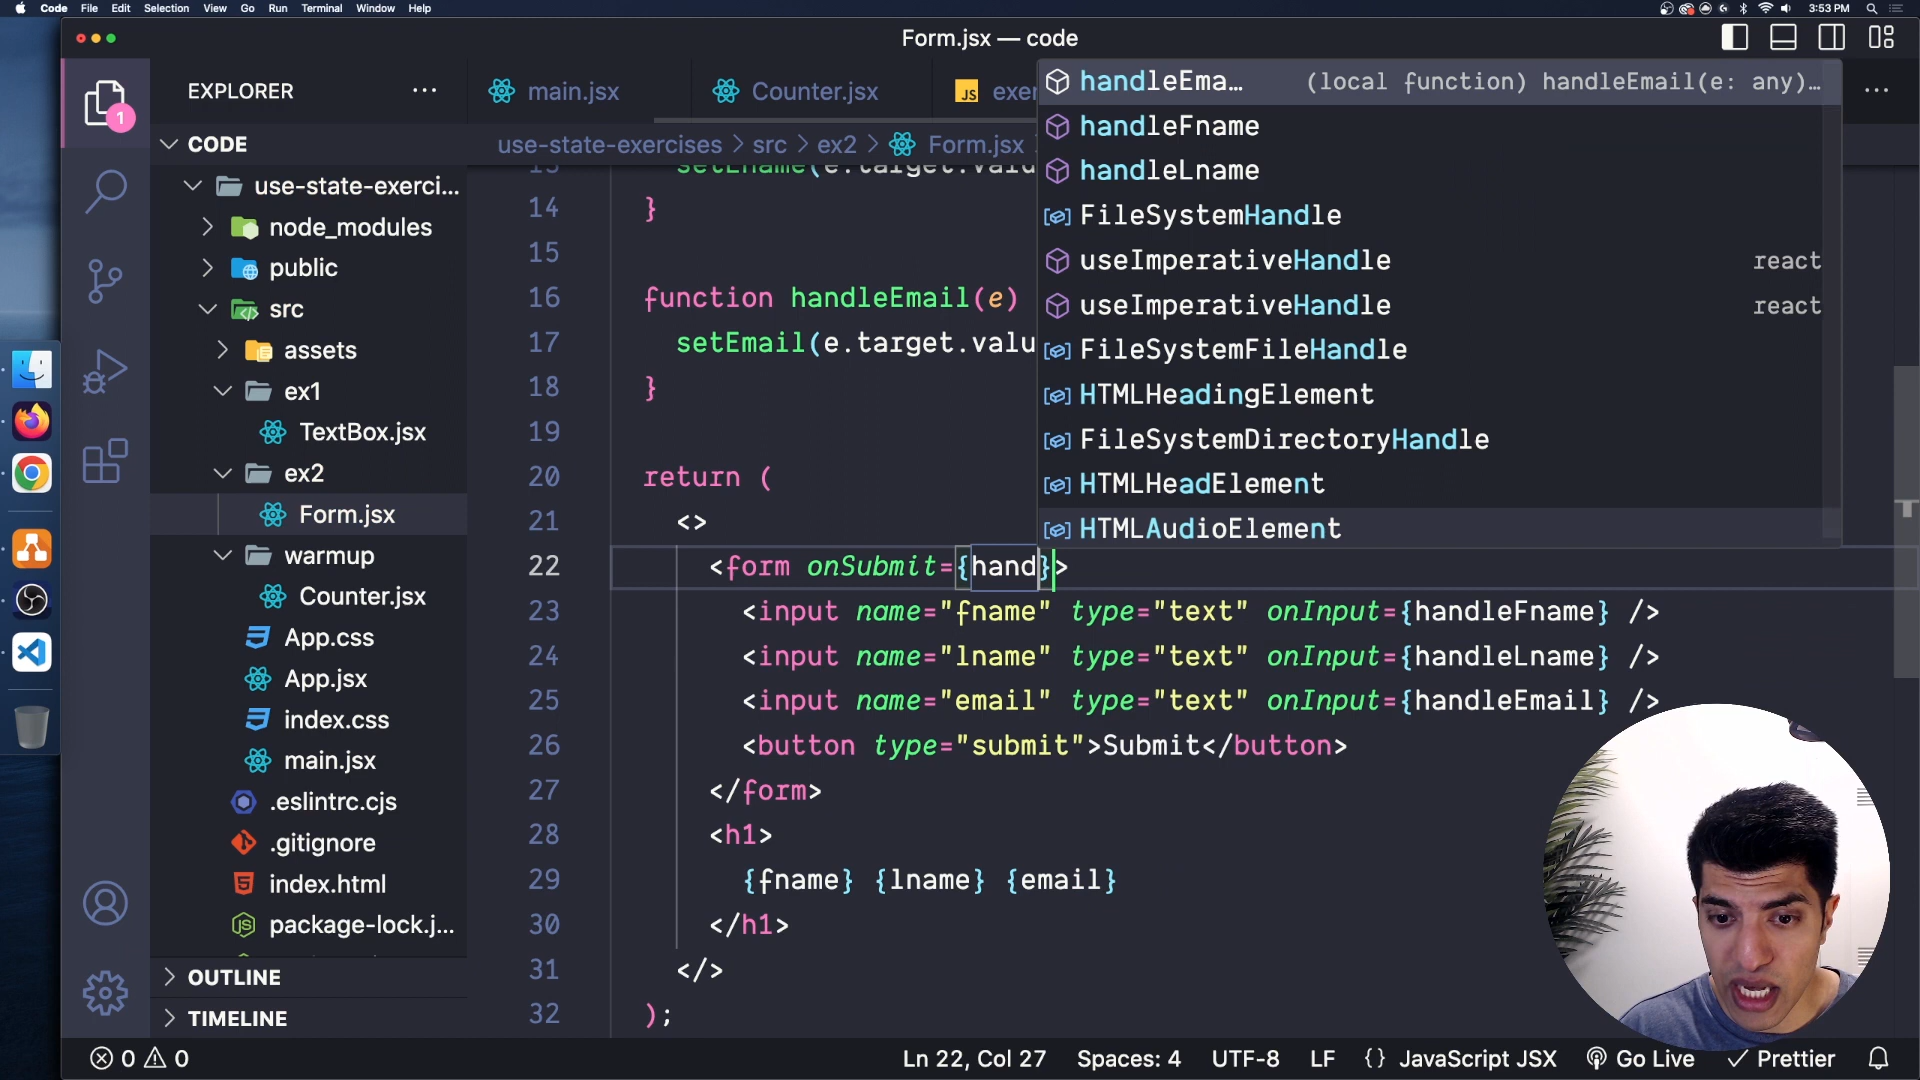 Code File Edit Selection View Go Run Terminal Window Help 3:53 PM
Form.jsx — code
EXPLORER
1
CODE
use-state-exerci...
node_modules
public
src
assets
ex1
TextBox.jsx
ex2
Form.jsx
warmup
Counter.jsx
App.css
App.jsx
index.css
main.jsx
.eslintrc.cjs
.gitignore
index.html
package-lock.j...
OUTLINE
TIMELINE
main.jsx Counter.jsx JS exer
use-state-exercises > src > ex2 > Form.jsx
handleEma... (local function) handleEmail(e: any)...
handleFname
handleLname
FileSystemHandle
useImperativeHandle react
useImperativeHandle react
FileSystemFileHandle
HTMLHeadingElement
FileSystemDirectoryHandle
HTMLHeadElement
HTMLAudioElement
13 setLname(e.target.valu
14 }
15
16 function handleEmail(e)
17 setEmail(e.target.valu
18 }
19
20 return (
21 <>
22 <form onSubmit={hand}>
23 <input name="fname" type="text" onInput={handleFname} />
24 <input name="lname" type="text" onInput={handleLname} />
25 <input name="email" type="text" onInput={handleEmail} />
26 <button type="submit">Submit</button>
27 </form>
28 <h1>
29 {fname} {lname} {email}
30 </h1>
31 </>
32 );
0 0 Ln 22, Col 27 Spaces: 4 UTF-8 LF {} JavaScript JSX Go Live Prettier